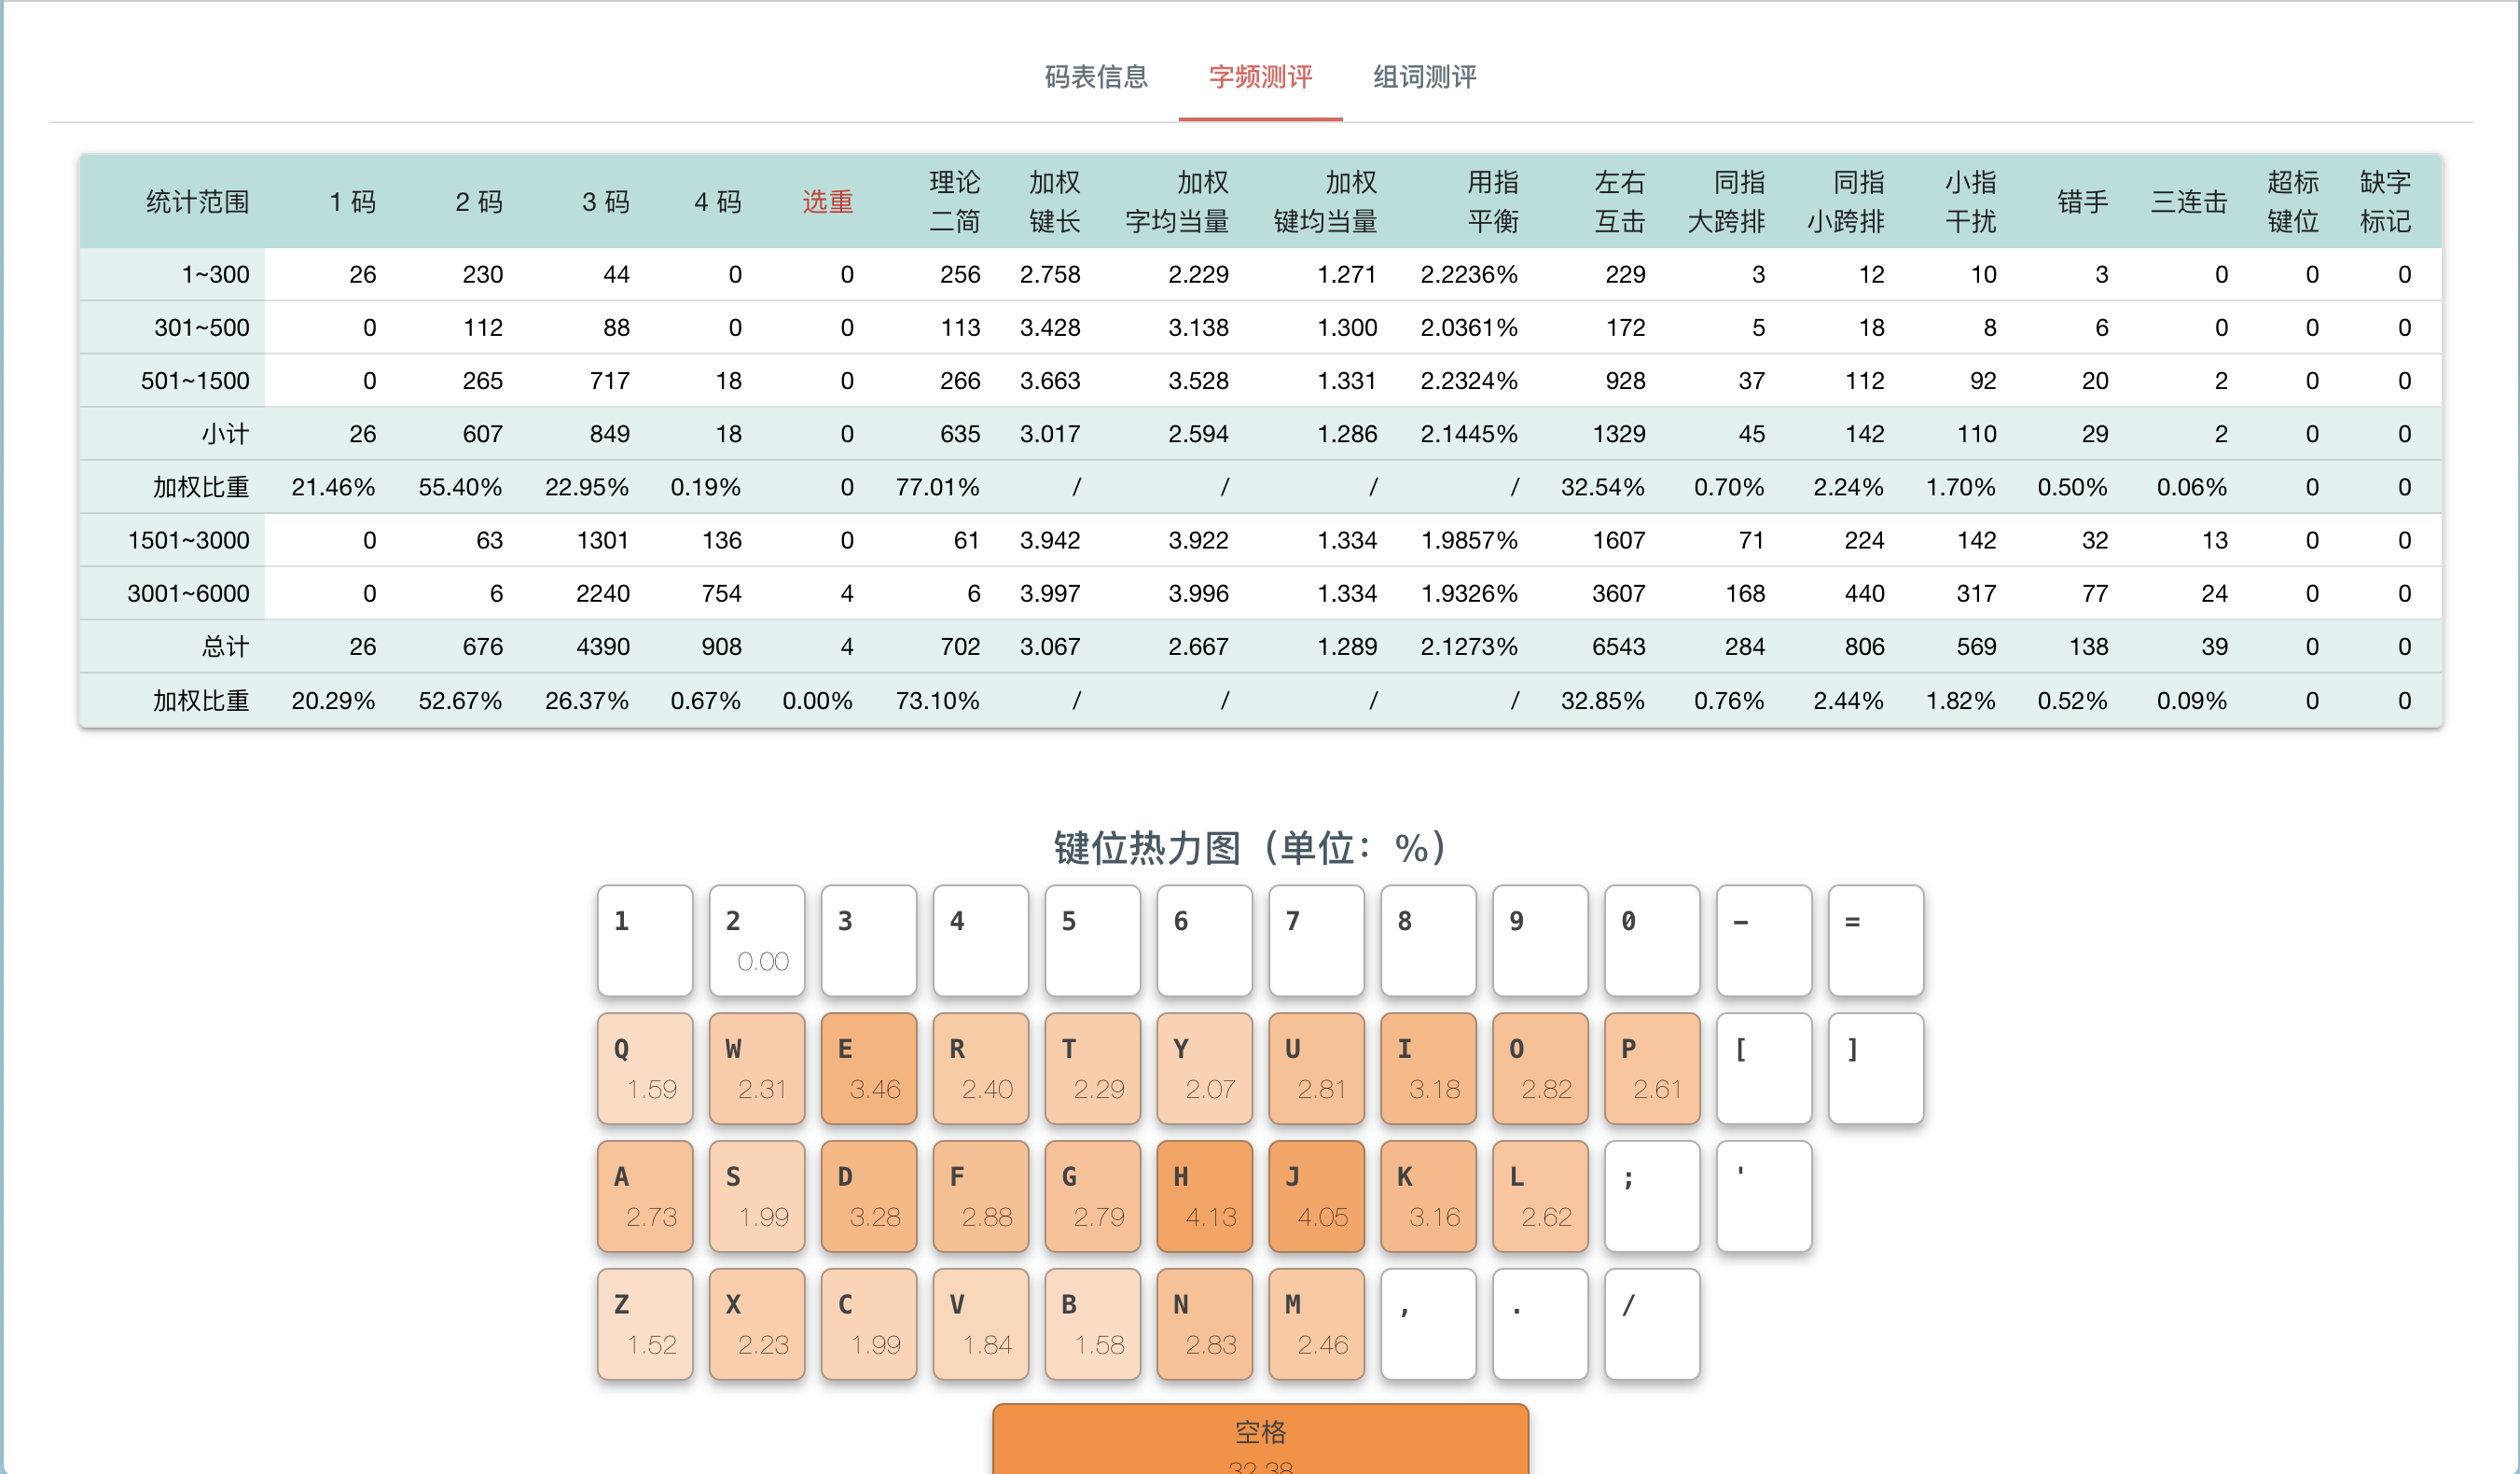 码表信息 字频测评 组词测评
统计范围 1 码 2 码 3 码 4 码 选重 理论二简 加权键长 加权字均当量 加权键均当量 用指平衡 左右互击 同指大跨排 同指小跨排 小指干扰 错手 三连击 超标键位 缺字标记
1~300 26 230 44 0 0 256 2.758 2.229 1.271 2.2236% 229 3 12 10 3 0 0 0
301~500 0 112 88 0 0 113 3.428 3.138 1.300 2.0361% 172 5 18 8 6 0 0 0
501~1500 0 265 717 18 0 266 3.663 3.528 1.331 2.2324% 928 37 112 92 20 2 0 0
小计 26 607 849 18 0 635 3.017 2.594 1.286 2.1445% 1329 45 142 110 29 2 0 0
加权比重 21.46% 55.40% 22.95% 0.19% 0 77.01% / / / / 32.54% 0.70% 2.24% 1.70% 0.50% 0.06% 0 0
1501~3000 0 63 1301 136 0 61 3.942 3.922 1.334 1.9857% 1607 71 224 142 32 13 0 0
3001~6000 0 6 2240 754 4 6 3.997 3.996 1.334 1.9326% 3607 168 440 317 77 24 0 0
总计 26 676 4390 908 4 702 3.067 2.667 1.289 2.1273% 6543 284 806 569 138 39 0 0
加权比重 20.29% 52.67% 26.37% 0.67% 0.00% 73.10% / / / / 32.85% 0.76% 2.44% 1.82% 0.52% 0.09% 0 0
键位热力图（单位：%）
1 2 3 4 5 6 7 8 9 0 - =
0.00
Q W E R T Y U I O P [ ]
1.59 2.31 3.46 2.40 2.29 2.07 2.81 3.18 2.82 2.61
A S D F G H J K L ; '
2.73 1.99 3.28 2.88 2.79 4.13 4.05 3.16 2.62
Z X C V B N M , . /
1.52 2.23 1.99 1.84 1.58 2.83 2.46
空格
32.38